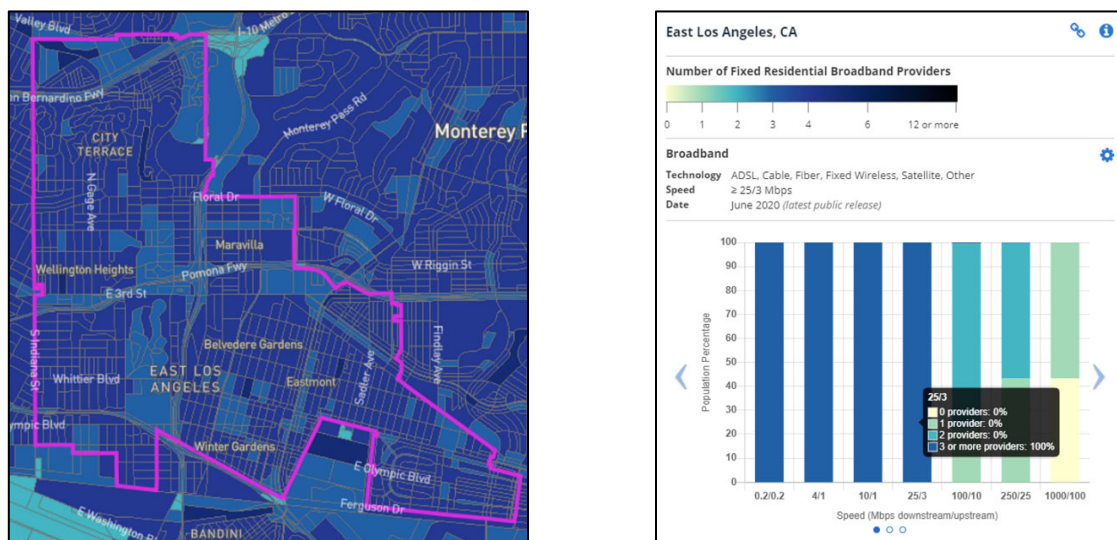 Valley Blvd
I-10 Metro
San Bernardino Fwy
Monterey Pass Rd
Monterey P
CITY
TERRACE
N Gage Ave
Floral Dr
W Floral Dr
Maravilla
W Riggin St
Wellington Heights
Pomona Fwy
E 3rd St
S Indiana St
Belvedere Gardens
Findlay Ave
Whittier Blvd
EAST LOS
ANGELES
Eastmont
Sadler Ave
ympic Blvd
Winter Gardens
E Olympic Blvd
Ferguson Dr
E Washington
BANDINI
East Los Angeles, CA
Number of Fixed Residential Broadband Providers
0 1 2 3 4 6 12 or more
Broadband
Technology ADSL, Cable, Fiber, Fixed Wireless, Satellite, Other
Speed ≥ 25/3 Mbps
Date June 2020 (latest public release)
100
90
80
70
60
50
40
30
20
10
0
Population Percentage
25/3
0 providers: 0%
1 provider: 0%
2 providers: 0%
3 or more providers: 100%
0.2/0.2 4/1 10/1 25/3 100/10 250/25 1000/100
Speed (Mbps downstream/upstream)